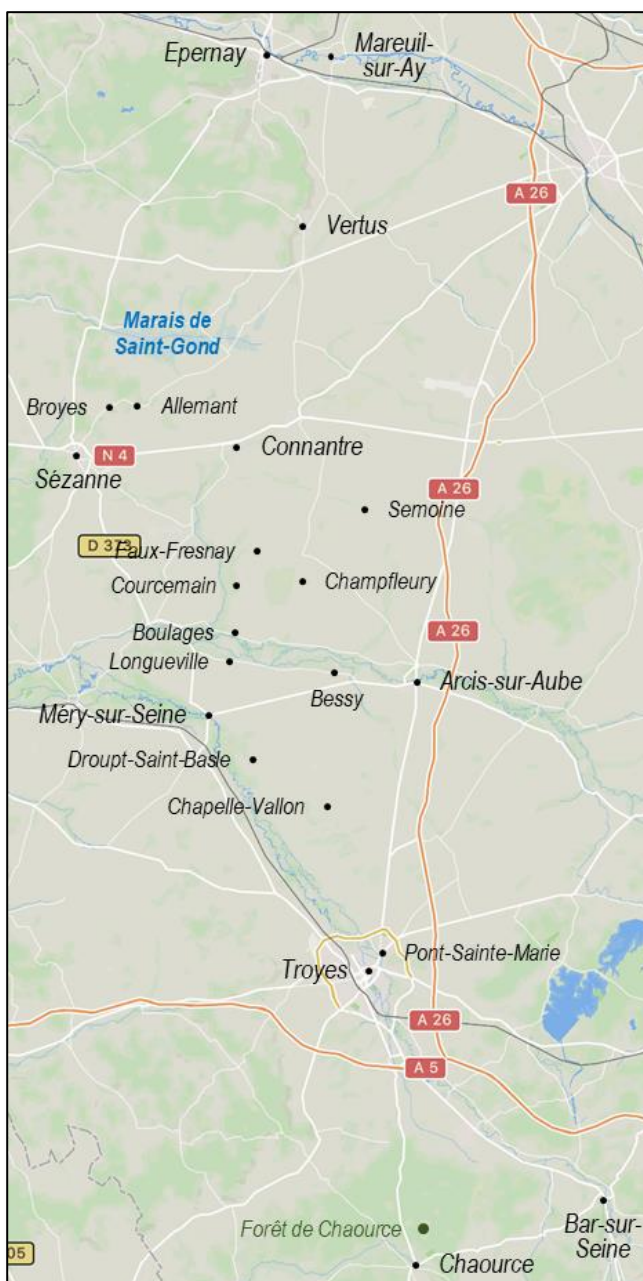 Epernay
Mareuil-
sur-Ay
A 26
Vertus
Marais de
Saint-Gond
Broyes
Allemant
Connantre
N 4
Sézanne
A 26
Semoine
D 373
Faux-Fresnay
Courcemain
Champfleury
Boulages
A 26
Longueville
Bessy
Arcis-sur-Aube
Méry-sur-Seine
Droupt-Saint-Basle
Chapelle-Vallon
Pont-Sainte-Marie
Troyes
A 26
A 5
Forêt de Chaource
Bar-sur-
Seine
05
Chaource